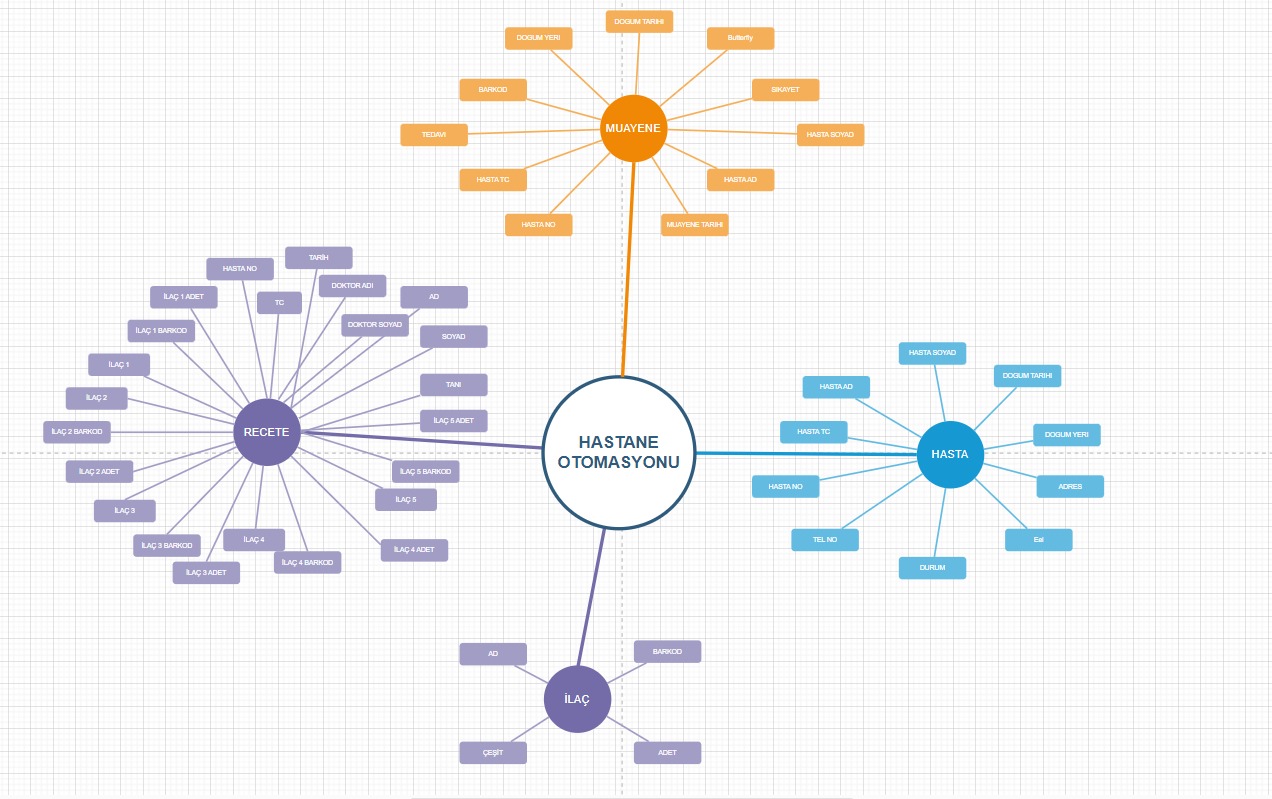 DOGUM TARIHI
DOGUM YERI
Butterfly
BARKOD
SIKAYET
MUAYENE
TEDAVI
HASTA SOYAD
HASTA TC
HASTA AD
HASTA NO
MUAYENE TARIHI
TARİH
HASTA NO
DOKTOR ADI
İLAÇ 1 ADET
TC
AD
DOKTOR SOYAD
İLAÇ 1 BARKOD
SOYAD
İLAÇ 1
TANI
İLAÇ 2
İLAÇ 5 ADET
İLAÇ 2 BARKOD
RECETE
İLAÇ 2 ADET
İLAÇ 5 BARKOD
İLAÇ 5
İLAÇ 3
İLAÇ 3 BARKOD
İLAÇ 4
İLAÇ 4 ADET
İLAÇ 4 BARKOD
İLAÇ 3 ADET
HASTANE
OTOMASYONU
HASTA SOYAD
DOGUM TARIHI
HASTA AD
HASTA TC
DOGUM YERI
HASTA
HASTA NO
ADRES
TEL NO
Eel
DURUM
AD
BARKOD
İLAÇ
ÇEŞİT
ADET